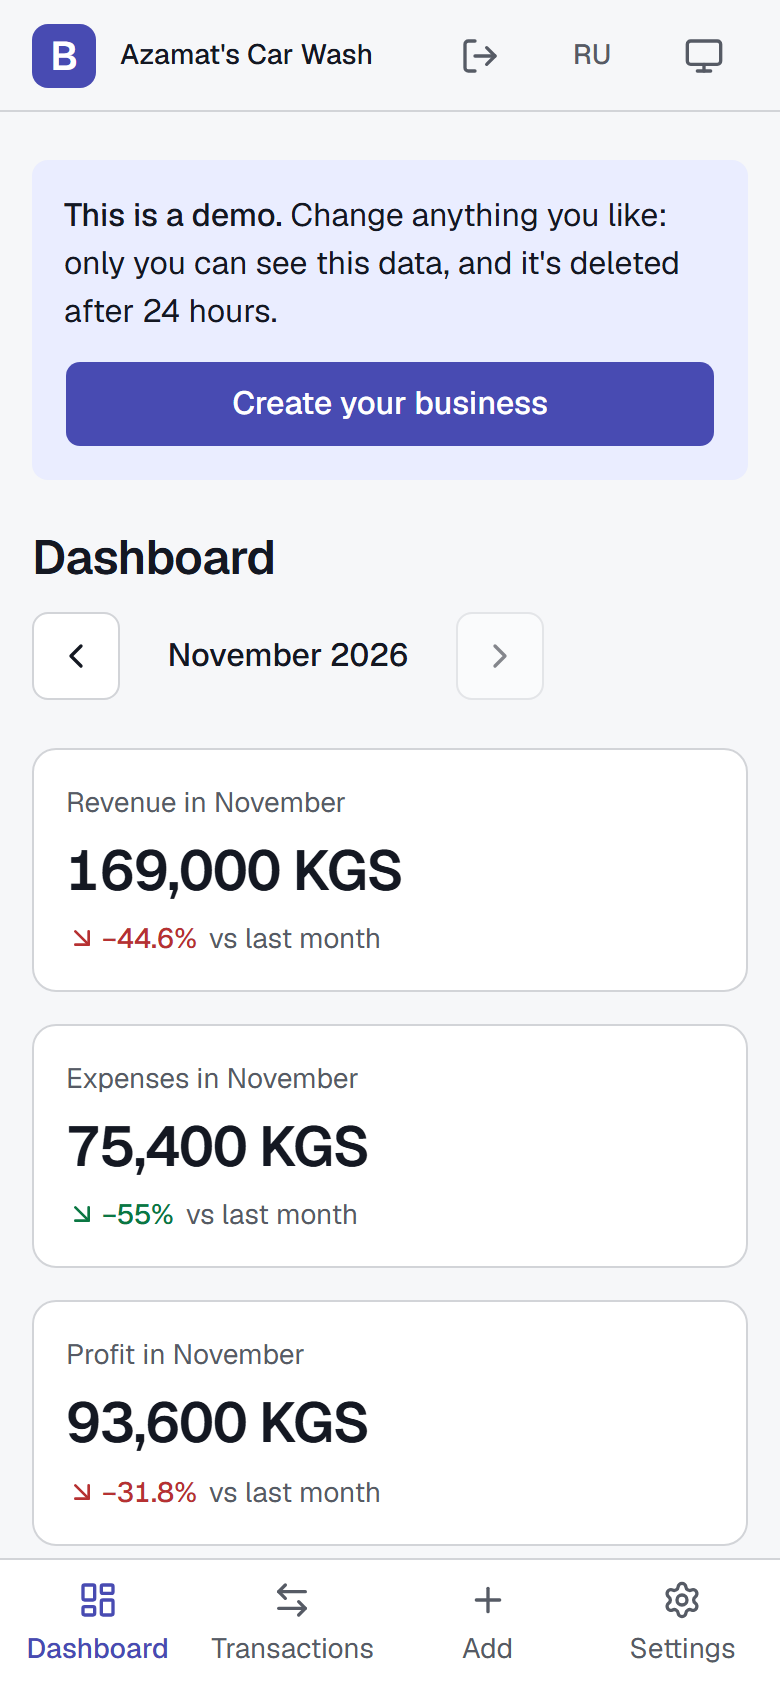 B
Azamat's Car Wash
RU
This is a demo. Change anything you like:
only you can see this data, and it's deleted
after 24 hours.
Create your business
Dashboard
November 2026
Revenue in November
169,000 KGS
−44.6% vs last month
Expenses in November
75,400 KGS
−55% vs last month
Profit in November
93,600 KGS
−31.8% vs last month
Dashboard
Transactions
Add
Settings